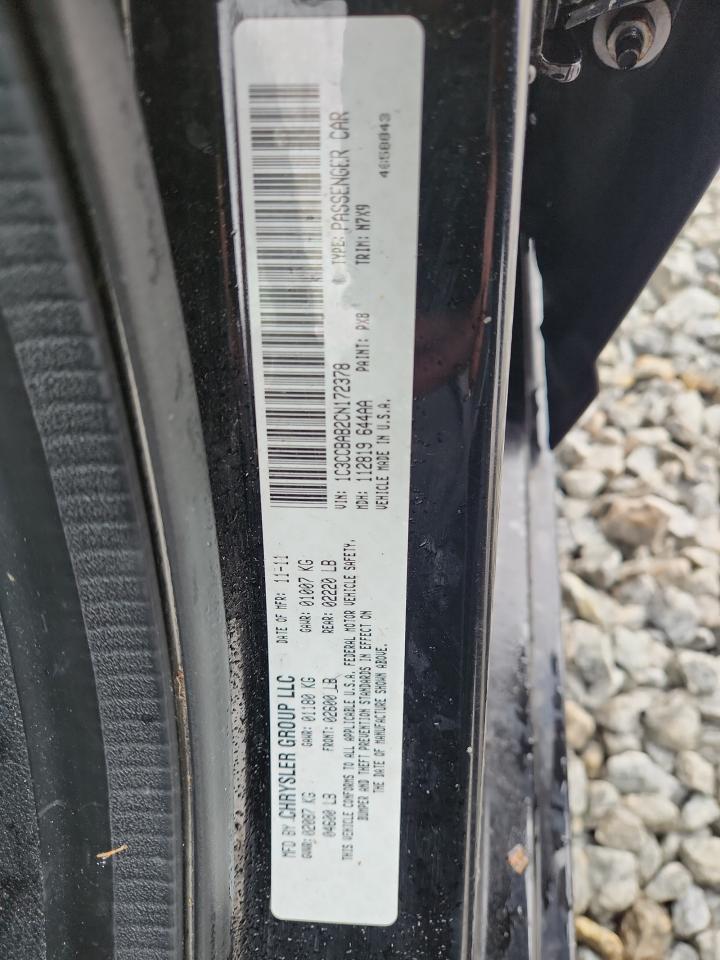 MFD BY CHRYSLER GROUP LLC DATE OF MFR: 11-11
GVWR: 02087 KG GAWR: 01180 KG GAWR: 01007 KG
04600 LB FRONT: 02600 LB REAR: 02220 LB
THIS VEHICLE CONFORMS TO ALL APPLICABLE U.S.A. FEDERAL MOTOR VEHICLE SAFETY,
BUMPER AND THEFT PREVENTION STANDARDS IN EFFECT ON
THE DATE OF MANUFACTURE SHOWN ABOVE.
VIN: 1C3CCBAB2CN172378 TYPE: PASSENGER CAR
MDH: 112819 644AA PAINT: PX8 TRIM: M7X9
VEHICLE MADE IN U.S.A.